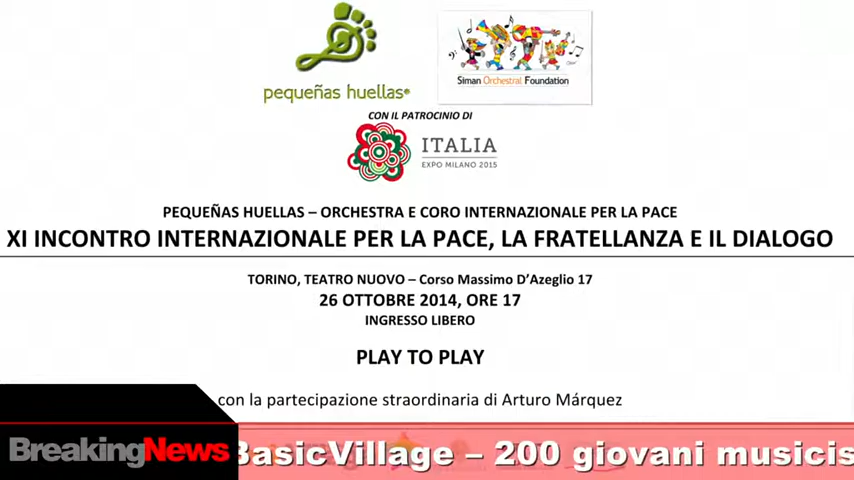 pequeñas huellas®
Siman Orchestral Foundation
CON IL PATROCINIO DI
ITALIA
EXPO MILANO 2015
PEQUEÑAS HUELLAS – ORCHESTRA E CORO INTERNAZIONALE PER LA PACE
XI INCONTRO INTERNAZIONALE PER LA PACE, LA FRATELLANZA E IL DIALOGO
TORINO, TEATRO NUOVO – Corso Massimo D'Azeglio 17
26 OTTOBRE 2014, ORE 17
INGRESSO LIBERO
PLAY TO PLAY
con la partecipazione straordinaria di Arturo Márquez
BreakingNews BasicVillage – 200 giovani musicis